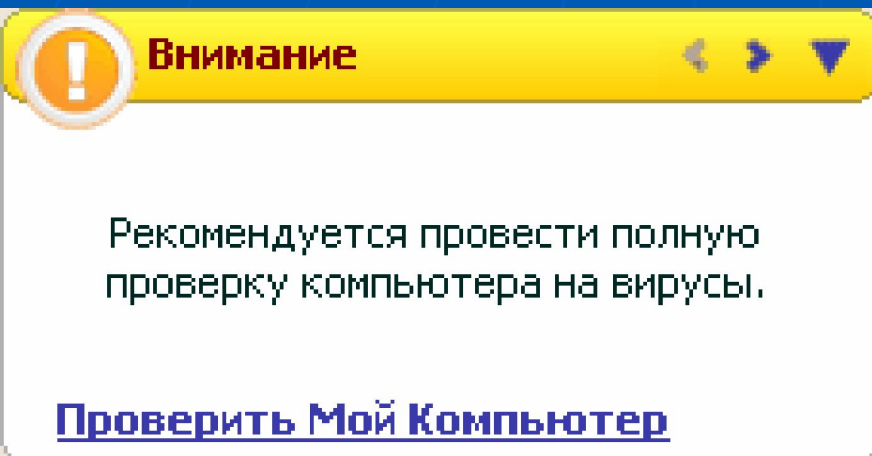 Внимание
Рекомендуется провести полную
проверку компьютера на вирусы.
Проверить Мой Компьютер